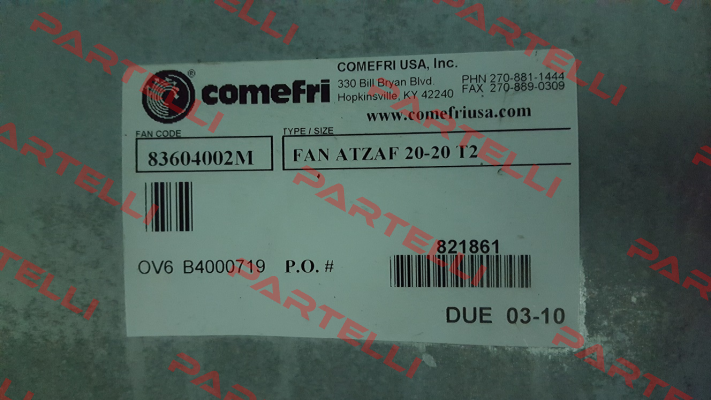 comefri®
COMEFRI USA, Inc.
330 Bill Bryan Blvd.
Hopkinsville, KY 42240
PHN 270-881-1444
FAX 270-889-0309
www.comefriusa.com
FAN CODE
83604002M
TYPE / SIZE
FAN ATZAF 20-20 T2
OV6 B4000719 P.O. #
821861
DUE 03-10
PARTELLI
PARTELLI
PARTELLI
PARTELLI
PARTELLI
PARTELLI